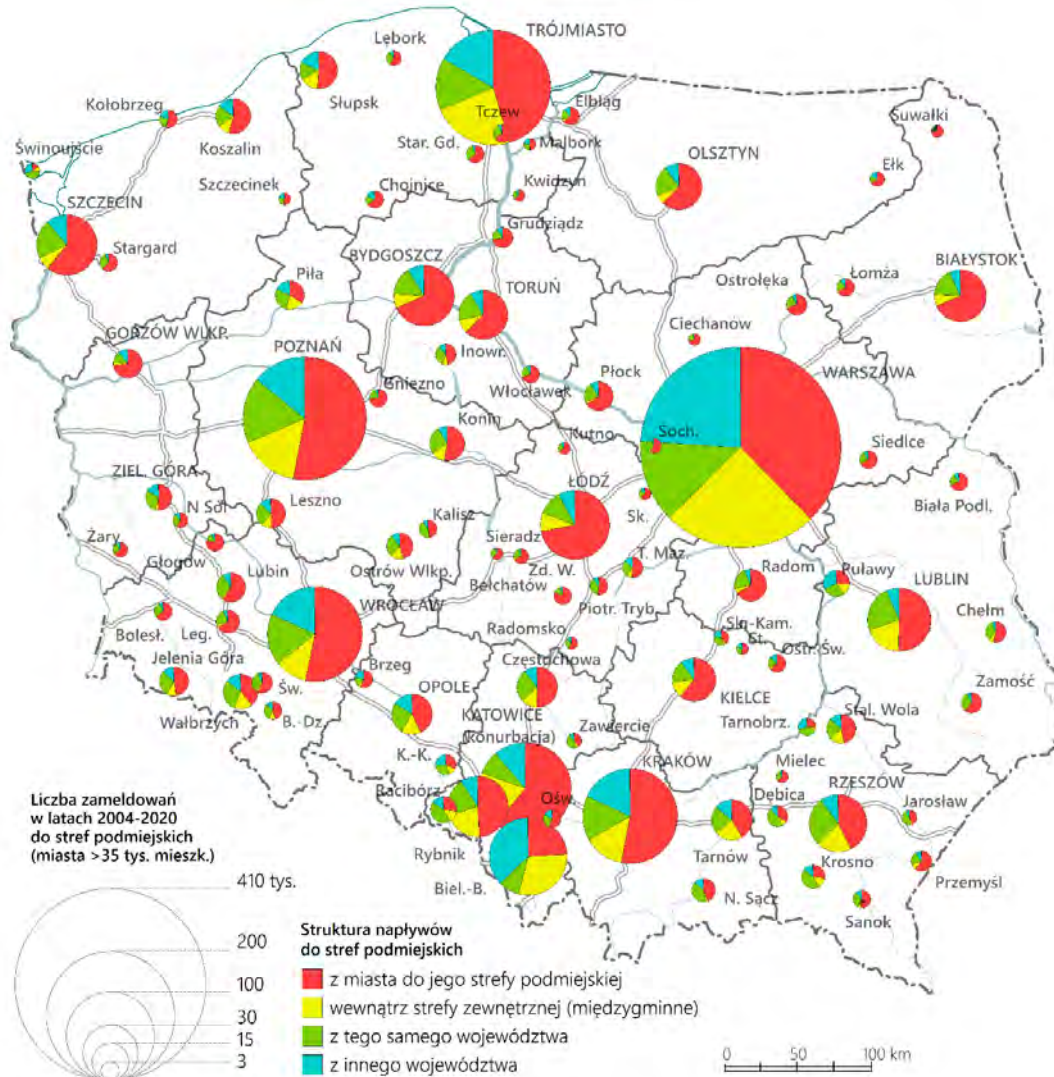 Lębork
TRÓJMIASTO
Słupsk
Kołobrzeg
Koszalin
Tczew
Elbląg
Suwałki
Świnoujście
Star. Gd.
Malbork
OLSZTYN
Ełk
Szczecinek
Chojnice
Kwidzyn
SZCZECIN
Stargard
Grudziądz
BYDGOSZCZ
Piła
TORUŃ
Ostrołęka
Łomża
BIAŁYSTOK
Ciechanów
GORZÓW WLKP.
POZNAŃ
Inowr.
WARSZAWA
Gniezno
Włocławek
Płock
Konin
Kutno
Soch.
Siedlce
ZIEL. GÓRA
Leszno
ŁÓDŹ
Biała Podl.
N Sól
Kalisz
Sk.
Żary
Sieradz
Głogów
Lubin
Ostrów Wlkp.
Zd. W.
T. Maz.
Radom
Puławy
Bełchatów
LUBLIN
WROCŁAW
Piotr. Tryb.
Chełm
Bolesł.
Leg.
Radomsko
Sk.-Kam.
St.
Jelenia Góra
Brzeg
Częstochowa
Ostr. Św.
Św.
OPOLE
KIELCE
Zamość
Wałbrzych
B.-Dz.
KATOWICE
(konurbacja)
Zawiercie
Tarnobrz.
Stal. Wola
K.-K.
KRAKÓW
Mielec
RZESZÓW
Racibórz
Ośw.
Dębica
Jarosław
Rybnik
Tarnów
Krosno
Przemyśl
Biel.-B.
N. Sącz
Sanok
Liczba zameldowań
w latach 2004-2020
do stref podmiejskich
(miasta >35 tys. mieszk.)
410 tys.
200
100
30
15
3
Struktura napływów
do stref podmiejskich
z miasta do jego strefy podmiejskiej
wewnątrz strefy zewnętrznej (międzygminne)
z tego samego województwa
z innego województwa
0 50 100 km